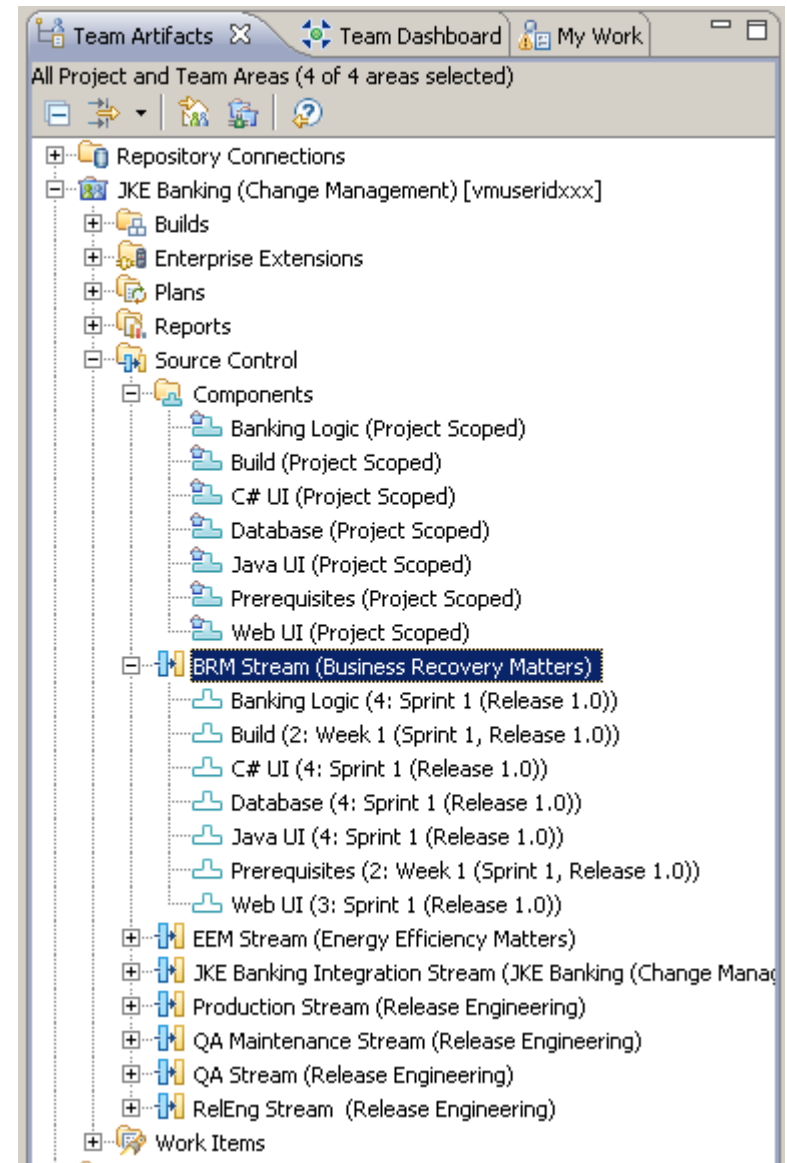 Team Artifacts Team Dashboard My Work
All Project and Team Areas (4 of 4 areas selected)
Repository Connections
JKE Banking (Change Management) [vmuseridxxx]
Builds
Enterprise Extensions
Plans
Reports
Source Control
Components
Banking Logic (Project Scoped)
Build (Project Scoped)
C# UI (Project Scoped)
Database (Project Scoped)
Java UI (Project Scoped)
Prerequisites (Project Scoped)
Web UI (Project Scoped)
BRM Stream (Business Recovery Matters)
Banking Logic (4: Sprint 1 (Release 1.0))
Build (2: Week 1 (Sprint 1, Release 1.0))
C# UI (4: Sprint 1 (Release 1.0))
Database (4: Sprint 1 (Release 1.0))
Java UI (4: Sprint 1 (Release 1.0))
Prerequisites (2: Week 1 (Sprint 1, Release 1.0))
Web UI (3: Sprint 1 (Release 1.0))
EEM Stream (Energy Efficiency Matters)
JKE Banking Integration Stream (JKE Banking (Change Manag
Production Stream (Release Engineering)
QA Maintenance Stream (Release Engineering)
QA Stream (Release Engineering)
RelEng Stream (Release Engineering)
Work Items